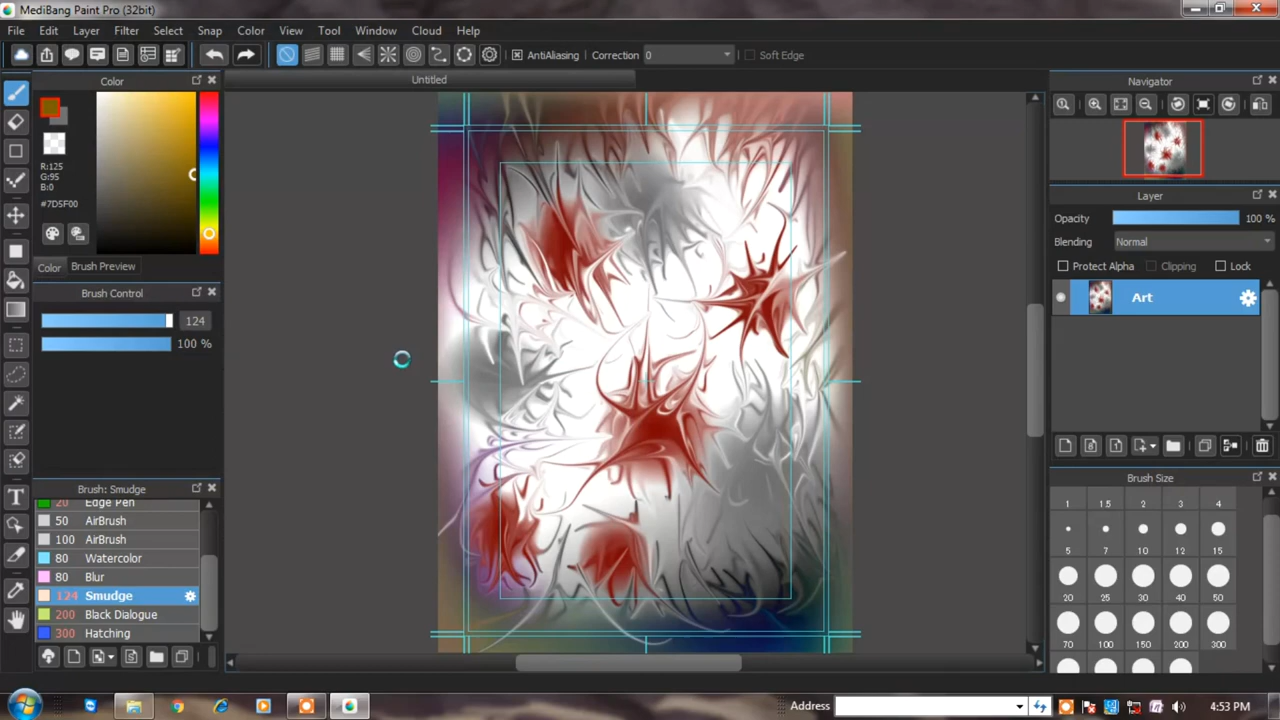 MediBang Paint Pro (32bit)
File Edit Layer Filter Select Snap Color View Tool Window Cloud Help
AntiAliasing Correction 0 Soft Edge
Color
Untitled
Navigator
R:125
G:95
B:0
#7D5F00
Layer
Opacity 100 %
Blending Normal
Protect Alpha Clipping Lock
Color Brush Preview
Brush Control
Art
124
100 %
Brush: Smudge
20 Edge Pen
50 AirBrush
100 AirBrush
80 Watercolor
80 Blur
124 Smudge
200 Black Dialogue
300 Hatching
Brush Size
1 1.5 2 3 4
5 7 10 12 15
20 25 30 40 50
70 100 150 200 300
Address
4:53 PM